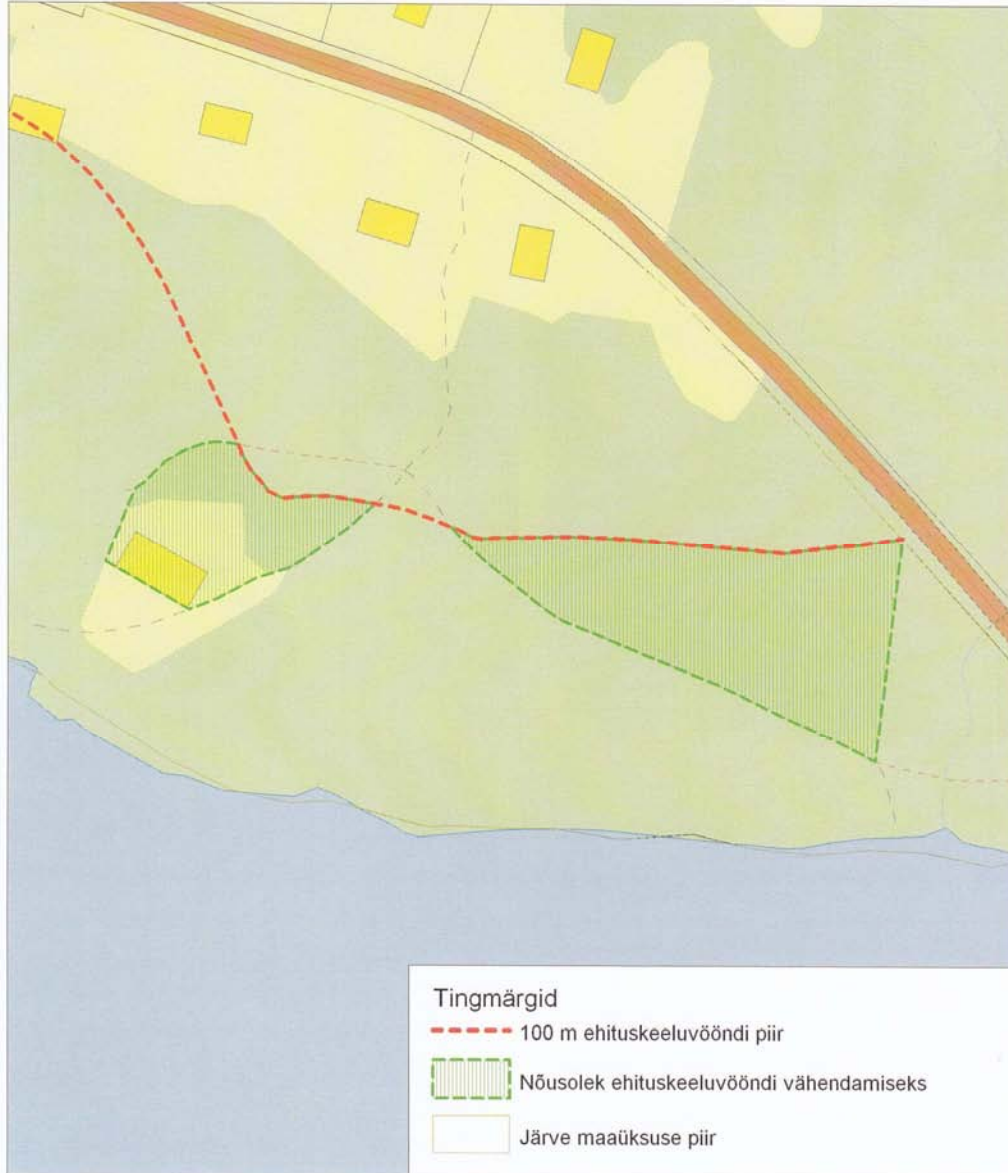 Tingmärgid
100 m ehituskeeluvööndi piir
Nõusolek ehituskeeluvööndi vähendamiseks
Järve maaüksuse piir